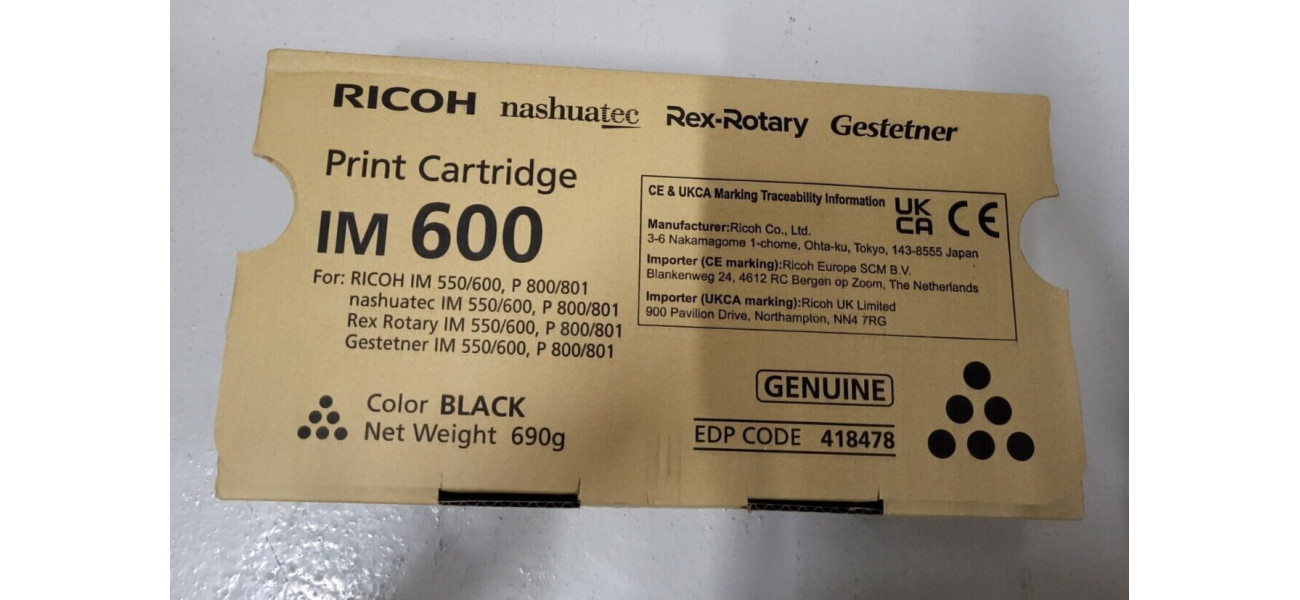 RICOH nashuatec Rex-Rotary Gestetner
Print Cartridge
IM 600
For: RICOH IM 550/600, P 800/801
nashuatec IM 550/600, P 800/801
Rex Rotary IM 550/600, P 800/801
Gestetner IM 550/600, P 800/801
Color BLACK
Net Weight 690g
CE & UKCA Marking Traceability Information UK CA CE
Manufacturer:Ricoh Co., Ltd.
3-6 Nakamagome 1-chome, Ohta-ku, Tokyo, 143-8555 Japan
Importer (CE marking):Ricoh Europe SCM B.V.
Blankenweg 24, 4612 RC Bergen op Zoom, The Netherlands
Importer (UKCA marking):Ricoh UK Limited
900 Pavilion Drive, Northampton, NN4 7RG
GENUINE
EDP CODE 418478